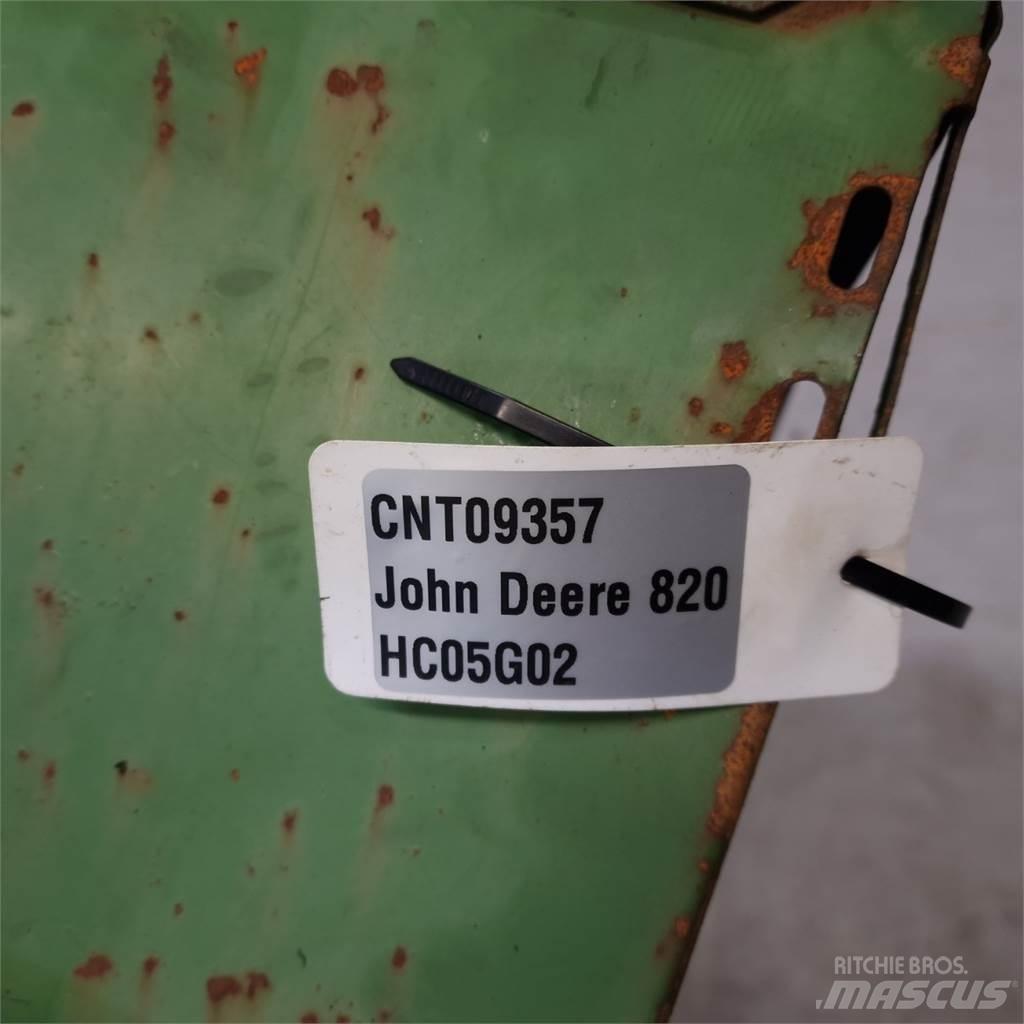 CNT09357
John Deere 820
HC05G02
RITCHIE BROS.
MASCUS